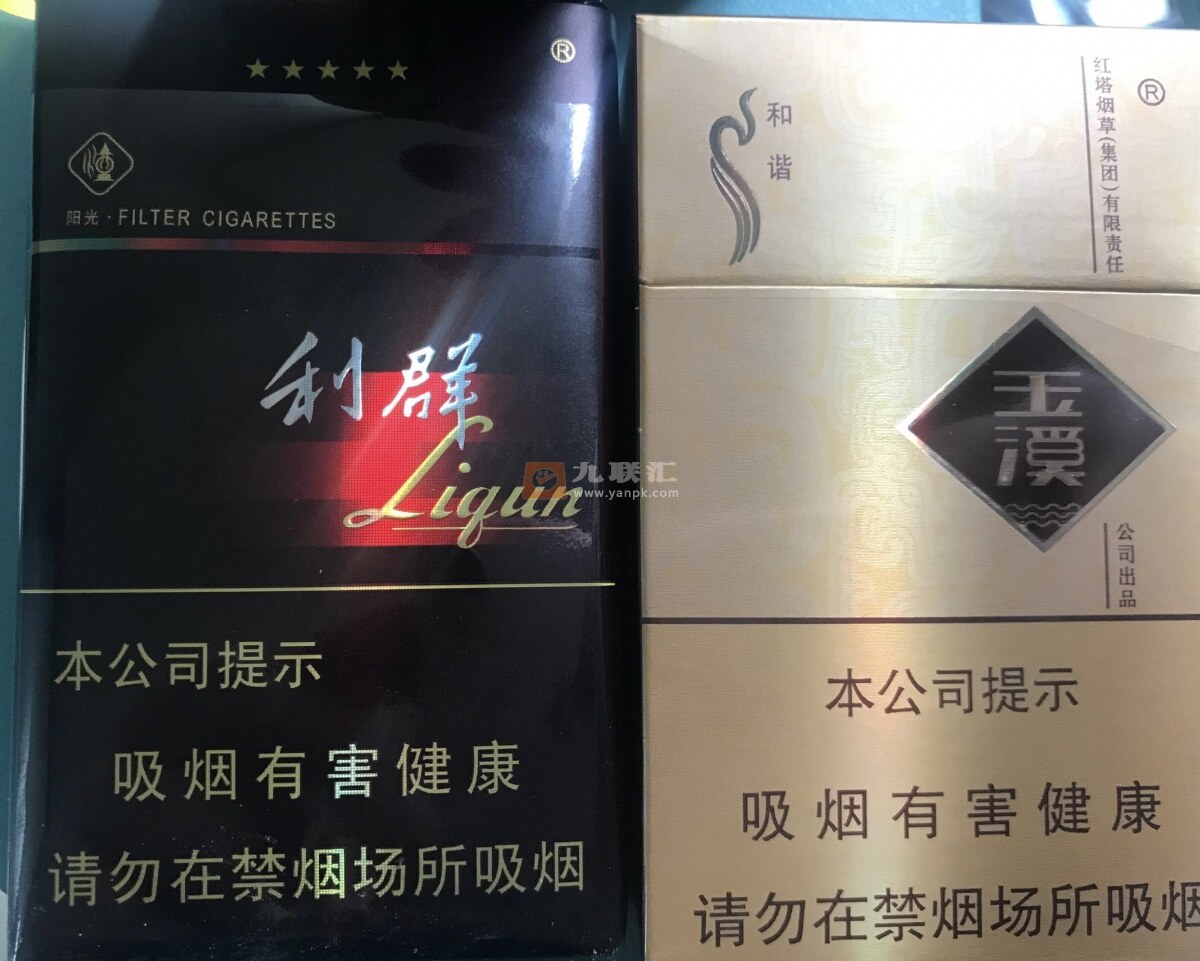 ★★★★★
®
阳光·FILTER CIGARETTES
利群
Liqun
本公司提示
吸烟有害健康
请勿在禁烟场所吸烟
和谐
红塔烟草(集团)有限责任
®
玉溪
公司出品
本公司提示
吸烟有害健康
请勿在禁烟场所吸烟
九联汇
www.yanpk.com